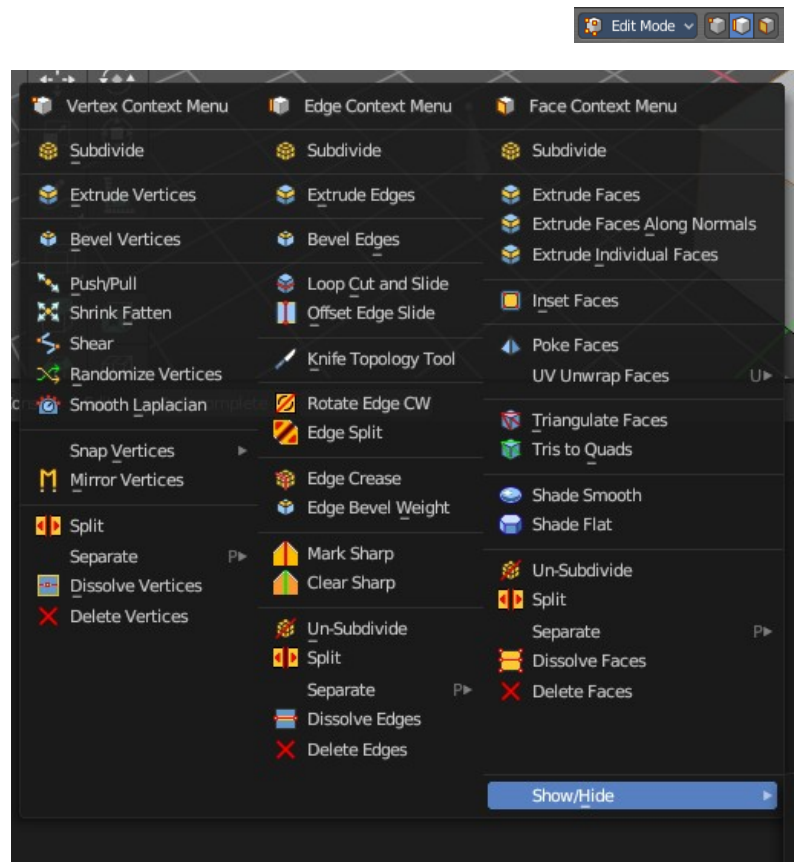 Edit Mode
Vertex Context Menu
Subdivide
Extrude Vertices
Bevel Vertices
Push/Pull
Shrink Fatten
Shear
Randomize Vertices
Smooth Laplacian
Snap Vertices
Mirror Vertices
Split
Separate P
Dissolve Vertices
Delete Vertices
Edge Context Menu
Subdivide
Extrude Edges
Bevel Edges
Loop Cut and Slide
Offset Edge Slide
Knife Topology Tool
Rotate Edge CW
Edge Split
Edge Crease
Edge Bevel Weight
Mark Sharp
Clear Sharp
Un-Subdivide
Split
Separate P
Dissolve Edges
Delete Edges
Face Context Menu
Subdivide
Extrude Faces
Extrude Faces Along Normals
Extrude Individual Faces
Inset Faces
Poke Faces
UV Unwrap Faces U
Triangulate Faces
Tris to Quads
Shade Smooth
Shade Flat
Un-Subdivide
Split
Separate P
Dissolve Faces
Delete Faces
Show/Hide